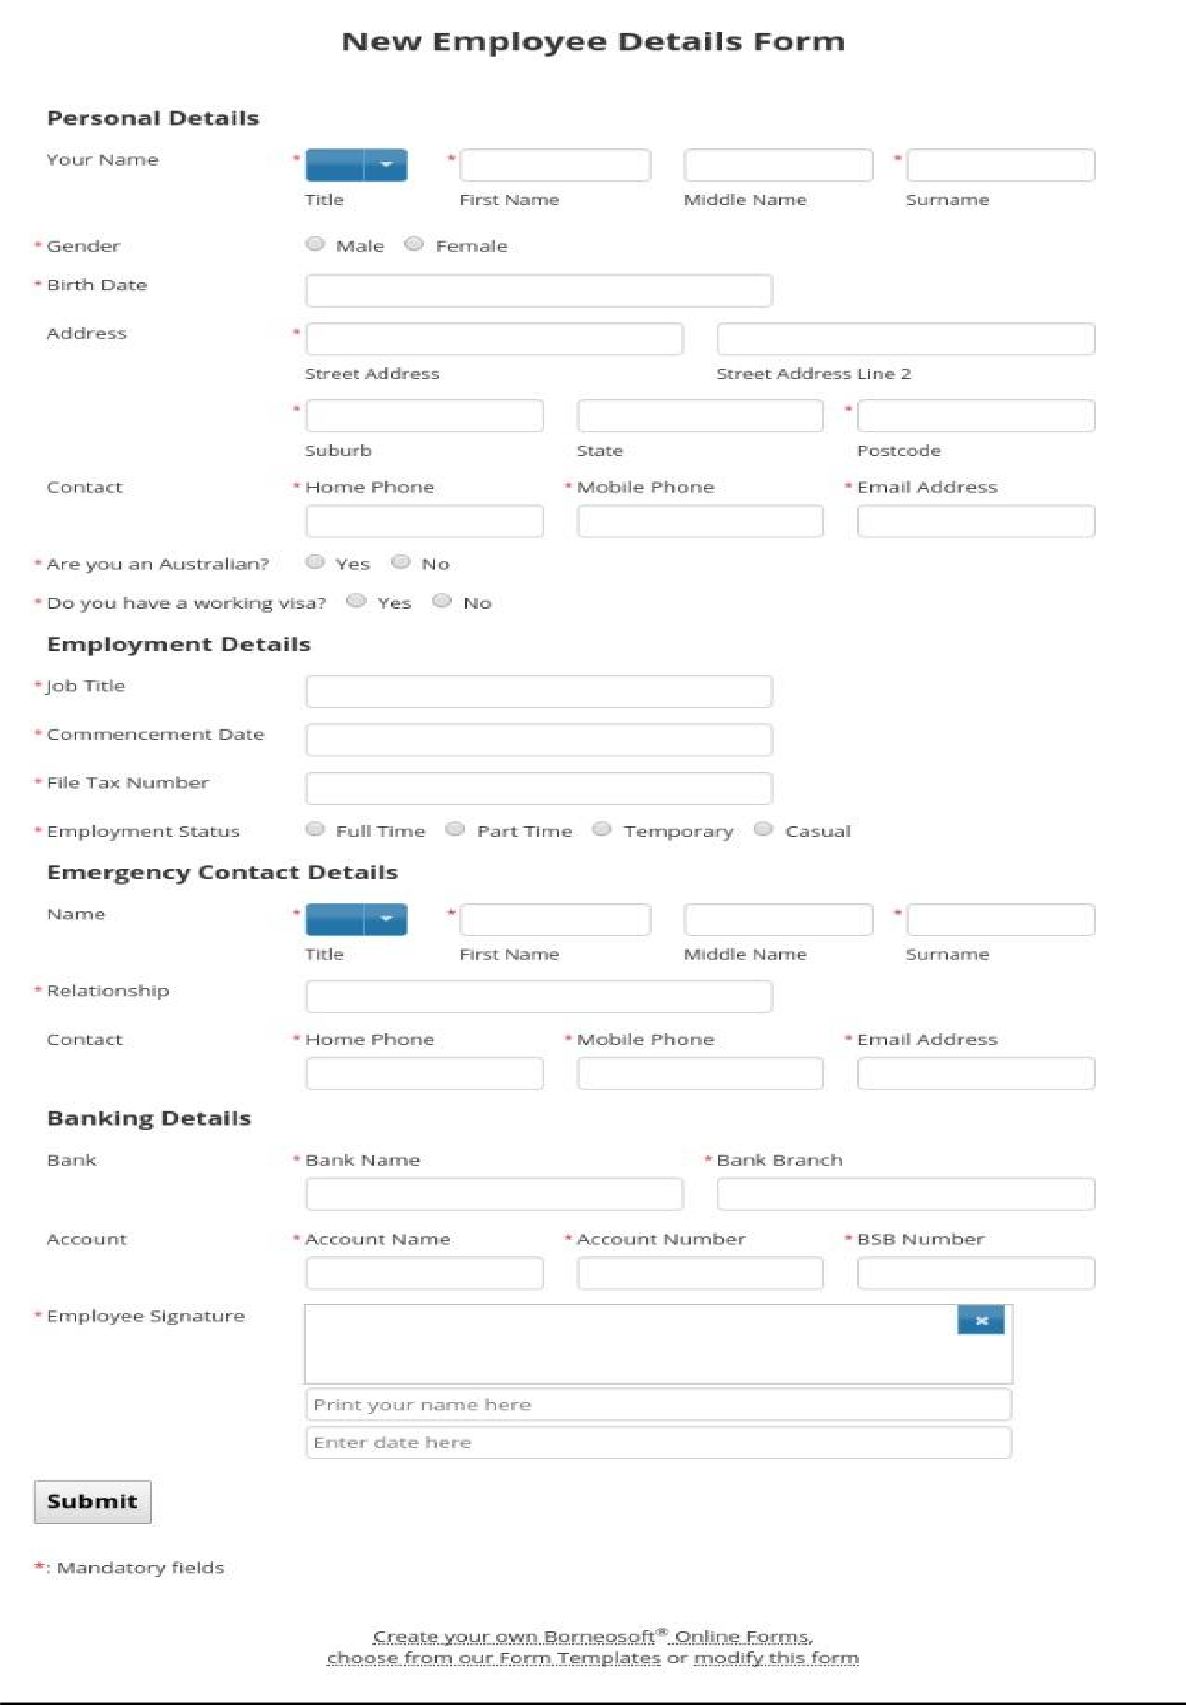 New Employee Details Form
Personal Details
Your Name * * *
Title First Name Middle Name Surname
* Gender Male Female
* Birth Date
Address *
Street Address Street Address Line 2
* *
Suburb State Postcode
Contact * Home Phone * Mobile Phone * Email Address
* Are you an Australian? Yes No
* Do you have a working visa? Yes No
Employment Details
* Job Title
* Commencement Date
* File Tax Number
* Employment Status Full Time Part Time Temporary Casual
Emergency Contact Details
Name * * *
Title First Name Middle Name Surname
* Relationship
Contact * Home Phone * Mobile Phone * Email Address
Banking Details
Bank * Bank Name * Bank Branch
Account * Account Name * Account Number * BSB Number
* Employee Signature
Print your name here
Enter date here
Submit
*: Mandatory fields
Create your own Borneosoft® Online Forms,
choose from our Form Templates or modify this form